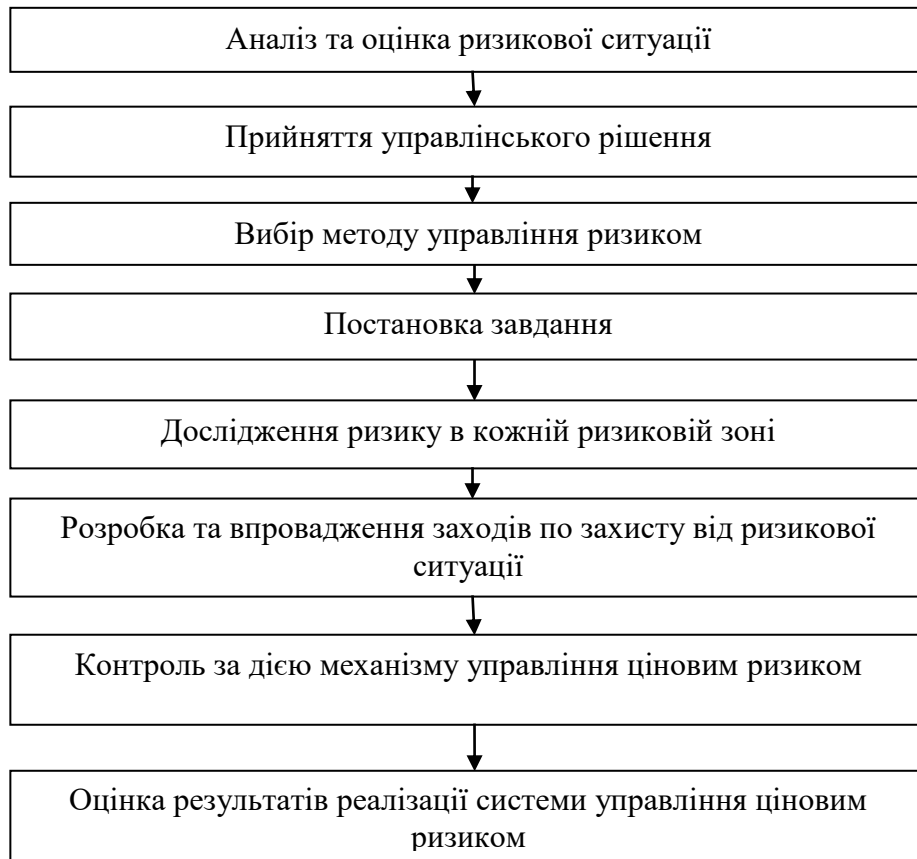 Аналіз та оцінка ризикової ситуації
Прийняття управлінського рішення
Вибір методу управління ризиком
Постановка завдання
Дослідження ризику в кожній ризиковій зоні
Розробка та впровадження заходів по захисту від ризикової
ситуації
Контроль за дією механізму управління ціновим ризиком
Оцінка результатів реалізації системи управління ціновим
ризиком